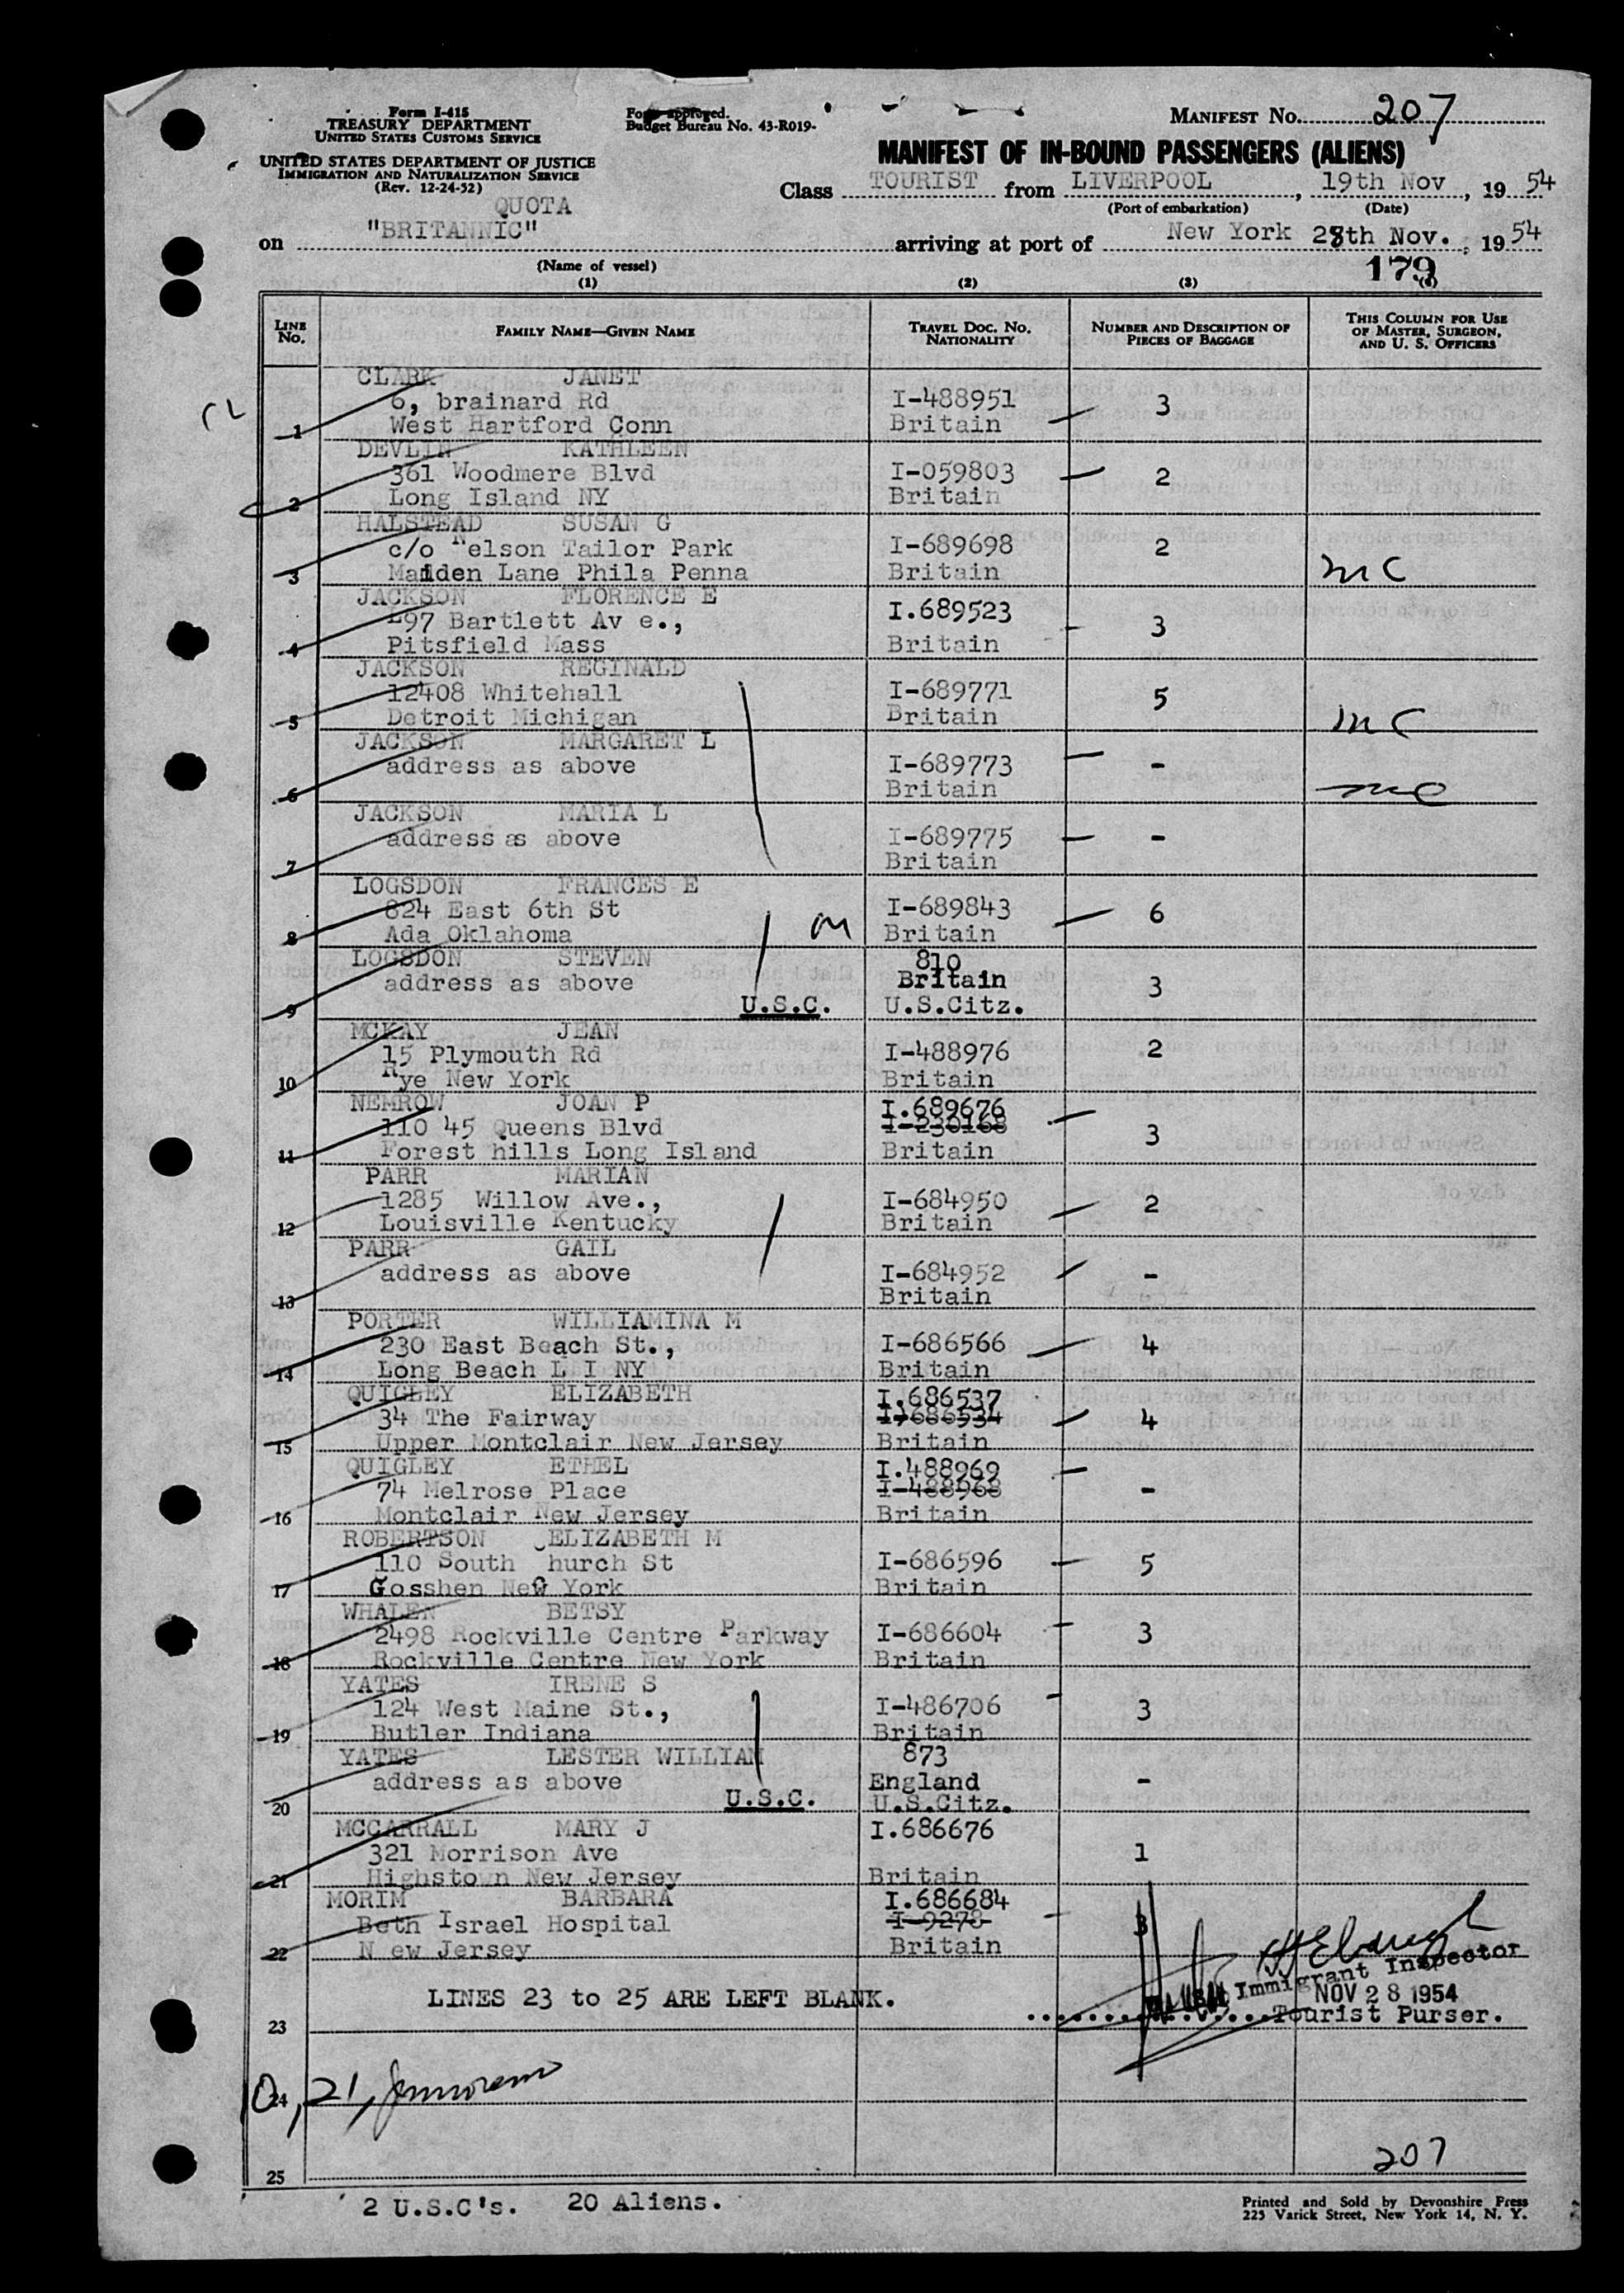 Form I-415
TREASURY DEPARTMENT
UNITED STATES CUSTOMS SERVICE
UNITED STATES DEPARTMENT OF JUSTICE
IMMIGRATION AND NATURALIZATION SERVICE
(Rev. 12-24-52)
Form approved.
Budget Bureau No. 43-R019-
MANIFEST No. 207
MANIFEST OF IN-BOUND PASSENGERS (ALIENS)
Class TOURIST from LIVERPOOL, 19th Nov, 19 54
(Port of embarkation) (Date)
QUOTA
on "BRITANNIC" arriving at port of New York 28th Nov., 19 54
(Name of vessel)
179
(1) (2) (3) (4)
LINE No. FAMILY NAME—GIVEN NAME TRAVEL DOC. No. NATIONALITY NUMBER AND DESCRIPTION OF PIECES OF BAGGAGE THIS COLUMN FOR USE OF MASTER, SURGEON, AND U. S. OFFICERS
CLARK JANET
6, brainard Rd I-488951 3
1 West Hartford Conn Britain
DEVLIN KATHLEEN
361 Woodmere Blvd I-059803 2
2 Long Island NY Britain
HALSTEAD SUSAN G
c/o Nelson Tailor Park I-689698 2
3 Maiden Lane Phila Penna Britain mc
JACKSON FLORENCE E
97 Bartlett Av e., I.689523 3
4 Pitsfield Mass Britain
JACKSON REGINALD
12408 Whitehall I-689771 5
5 Detroit Michigan Britain mc
JACKSON MARGARET L
address as above I-689773 -
6 Britain mc
JACKSON MARIA L
address as above I-689775 -
7 Britain
LOGSDON FRANCES E
824 East 6th St I-689843 6
8 Ada Oklahoma Britain
LOGSDON STEVEN 810
address as above Britain 3
9 U.S.C. U.S.Citz.
MCKAY JEAN
15 Plymouth Rd I-488976 2
10 Rye New York Britain
NEMROW JOAN P I.689676
110 45 Queens Blvd I-230168 3
11 Forest hills Long Island Britain
PARR MARIAN
1285 Willow Ave., I-684950 2
12 Louisville Kentucky Britain
PARR GAIL
address as above I-684952 -
13 Britain
PORTER WILLIAMINA M
230 East Beach St., I-686566 4
14 Long Beach L I NY Britain
QUIGLEY ELIZABETH I.686537
34 The Fairway I-686534 4
15 Upper Montclair New Jersey Britain
QUIGLEY ETHEL I.488969
74 Melrose Place I-488968 -
16 Montclair New Jersey Britain
ROBERTSON ELIZABETH M
110 South Church St I-686596 5
17 Gosshen New York Britain
WHALEN BETSY
2498 Rockville Centre Parkway I-686604 3
18 Rockville Centre New York Britain
YATES IRENE S
124 West Maine St., I-486706 3
19 Butler Indiana Britain
YATES LESTER WILLIAM 873
address as above England -
20 U.S.C. U.S.Citz.
MCCARRALL MARY J I.686676
321 Morrison Ave 1
21 Highstown New Jersey Britain
MORIM BARBARA I.686684
Beth Israel Hospital I-9278 3
22 N ew Jersey Britain
Immigrant Inspector
LINES 23 to 25 ARE LEFT BLANK. NOV 28 1954
23 Tourist Purser.
24
10, 21,
207
25
2 U.S.C's. 20 Aliens.
Printed and Sold by Devonshire Press
225 Varick Street, New York 14, N. Y.